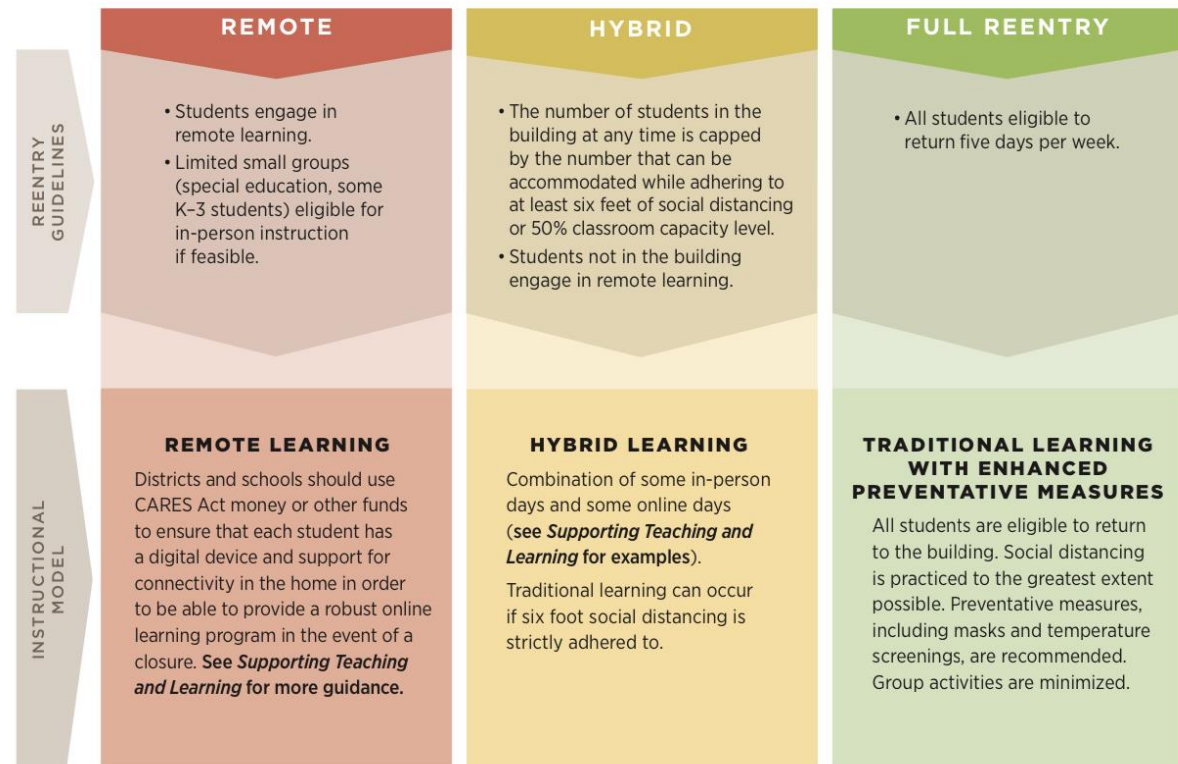 REMOTE
HYBRID
FULL REENTRY
REENTRY
GUIDELINES
• Students engage in
remote learning.
• Limited small groups
(special education, some
K–3 students) eligible for
in-person instruction
if feasible.
• The number of students in the
building at any time is capped
by the number that can be
accommodated while adhering to
at least six feet of social distancing
or 50% classroom capacity level.
• Students not in the building
engage in remote learning.
• All students eligible to
return five days per week.
INSTRUCTIONAL
MODEL
REMOTE LEARNING
Districts and schools should use
CARES Act money or other funds
to ensure that each student has
a digital device and support for
connectivity in the home in order
to be able to provide a robust online
learning program in the event of a
closure. See Supporting Teaching
and Learning for more guidance.
HYBRID LEARNING
Combination of some in-person
days and some online days
(see Supporting Teaching and
Learning for examples).
Traditional learning can occur
if six foot social distancing is
strictly adhered to.
TRADITIONAL LEARNING
WITH ENHANCED
PREVENTATIVE MEASURES
All students are eligible to return
to the building. Social distancing
is practiced to the greatest extent
possible. Preventative measures,
including masks and temperature
screenings, are recommended.
Group activities are minimized.